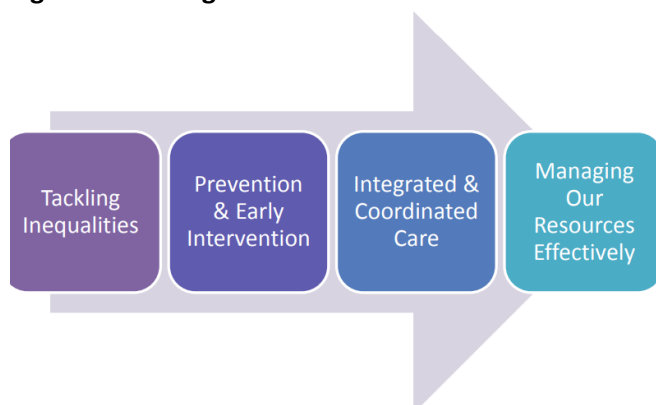 Tackling
Inequalities
Prevention
& Early
Intervention
Integrated &
Coordinated
Care
Managing
Our
Resources
Effectively